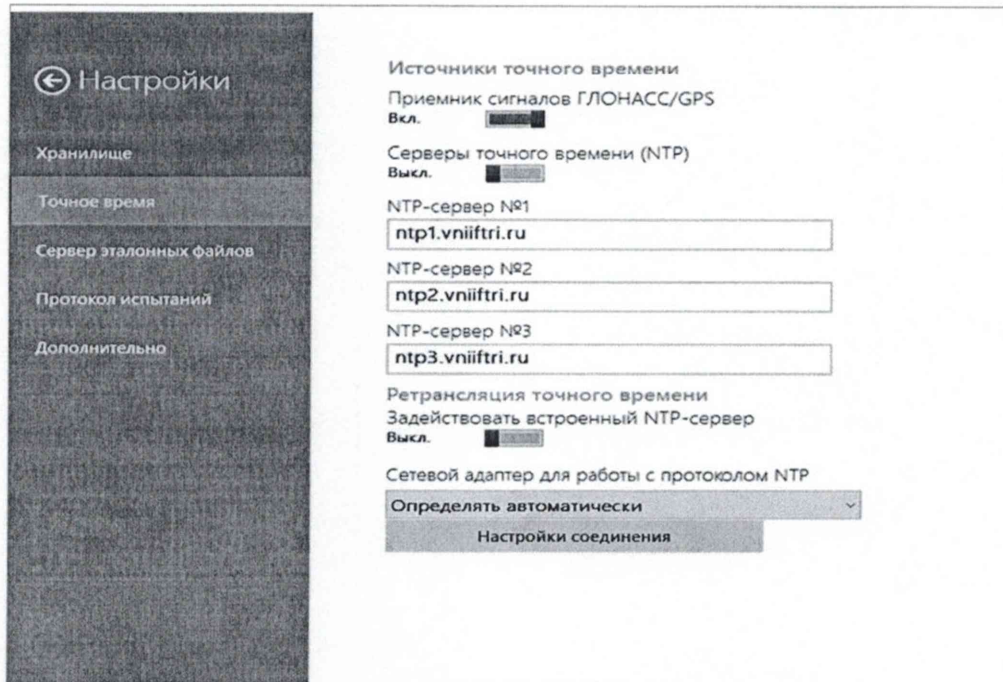 Настройки
Хранилище
Точное время
Сервер эталонных файлов
Протокол испытаний
Дополнительно
Источники точного времени
Приемник сигналов ГЛОНАСС/GPS
Вкл.
Серверы точного времени (NTP)
Выкл.
NTP-сервер №1
ntp1.vniiftri.ru
NTP-сервер №2
ntp2.vniiftri.ru
NTP-сервер №3
ntp3.vniiftri.ru
Ретрансляция точного времени
Задействовать встроенный NTP-сервер
Выкл.
Сетевой адаптер для работы с протоколом NTP
Определять автоматически
Настройки соединения